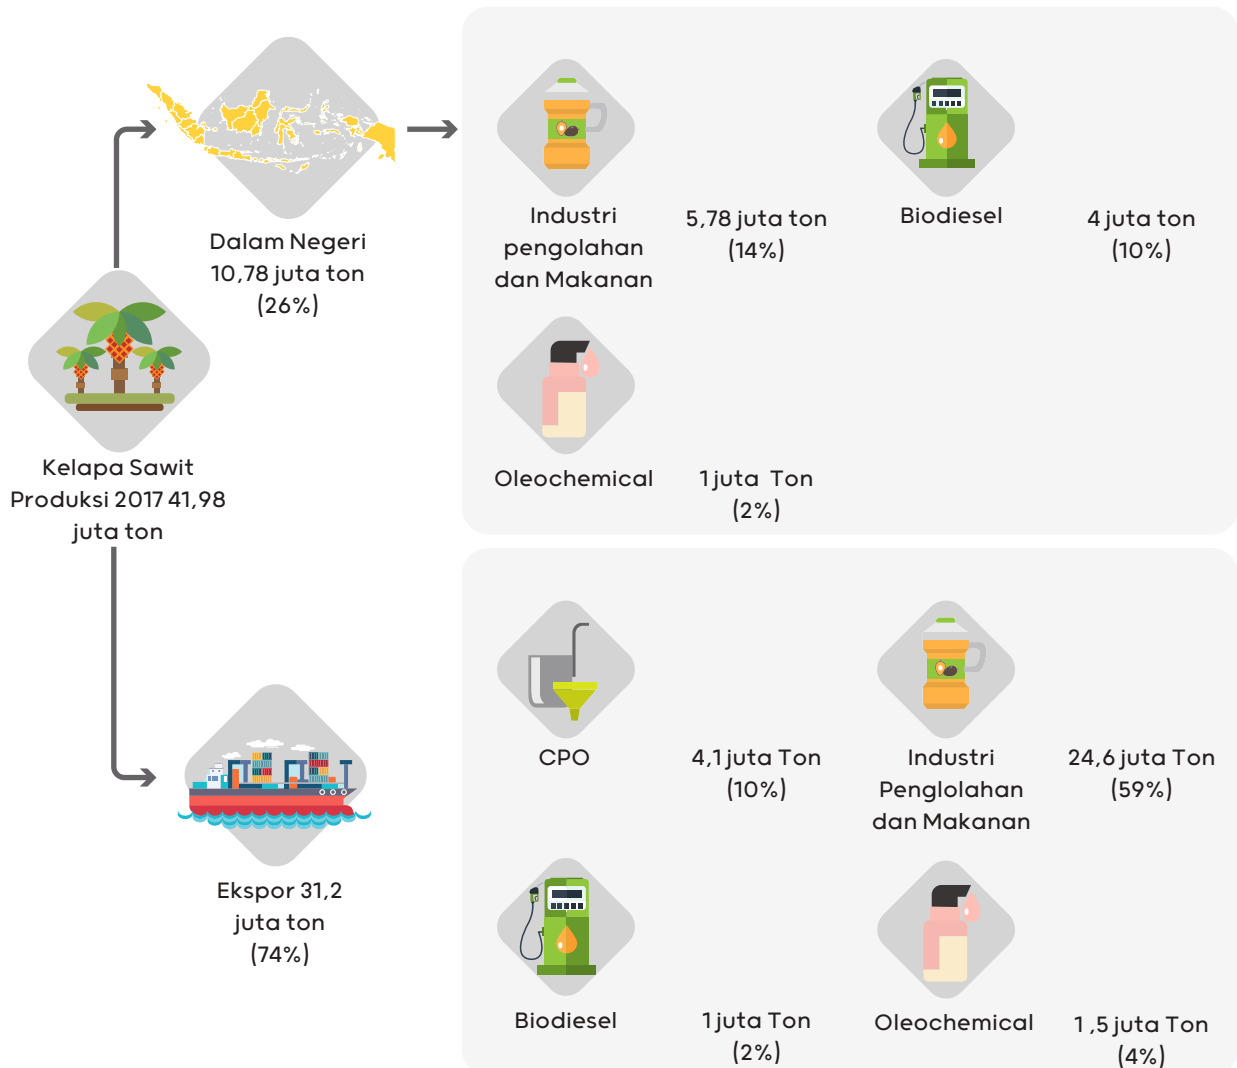 Dalam Negeri
10,78 juta ton
(26%)
Kelapa Sawit
Produksi 2017 41,98
juta ton
Ekspor 31,2
juta ton
(74%)
Industri
pengolahan
dan Makanan
5,78 juta ton
(14%)
Biodiesel
4 juta ton
(10%)
Oleochemical
1 juta Ton
(2%)
CPO
4,1 juta Ton
(10%)
Industri
Penglolahan
dan Makanan
24,6 juta Ton
(59%)
Biodiesel
1 juta Ton
(2%)
Oleochemical
1 ,5 juta Ton
(4%)